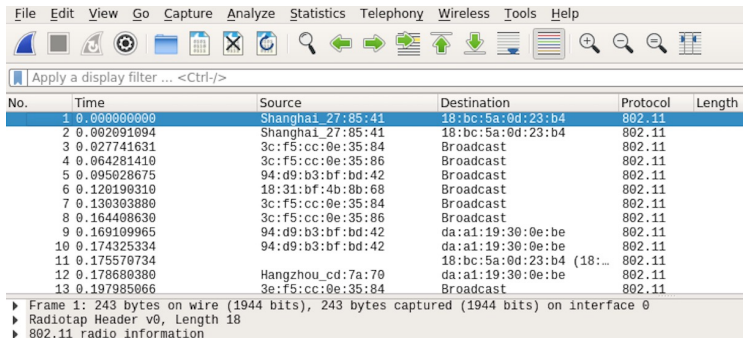 File Edit View Go Capture Analyze Statistics Telephony Wireless Tools Help
Apply a display filter ... <Ctrl-/>
No. Time Source Destination Protocol Length
1 0.000000000 Shanghai_27:85:41 18:bc:5a:0d:23:b4 802.11
2 0.002091094 Shanghai_27:85:41 18:bc:5a:0d:23:b4 802.11
3 0.027741631 3c:f5:cc:0e:35:84 Broadcast 802.11
4 0.064281410 3c:f5:cc:0e:35:86 Broadcast 802.11
5 0.095028675 94:d9:b3:bf:bd:42 Broadcast 802.11
6 0.120190310 18:31:bf:4b:8b:68 Broadcast 802.11
7 0.130303880 3c:f5:cc:0e:35:84 Broadcast 802.11
8 0.164408630 3c:f5:cc:0e:35:86 Broadcast 802.11
9 0.169109965 94:d9:b3:bf:bd:42 da:a1:19:30:0e:be 802.11
10 0.174325334 94:d9:b3:bf:bd:42 da:a1:19:30:0e:be 802.11
11 0.175570734 18:bc:5a:0d:23:b4 (18:… 802.11
12 0.178680380 Hangzhou_cd:7a:70 da:a1:19:30:0e:be 802.11
13 0.197985066 3e:f5:cc:0e:35:84 Broadcast 802.11
Frame 1: 243 bytes on wire (1944 bits), 243 bytes captured (1944 bits) on interface 0
Radiotap Header v0, Length 18
802.11 radio information